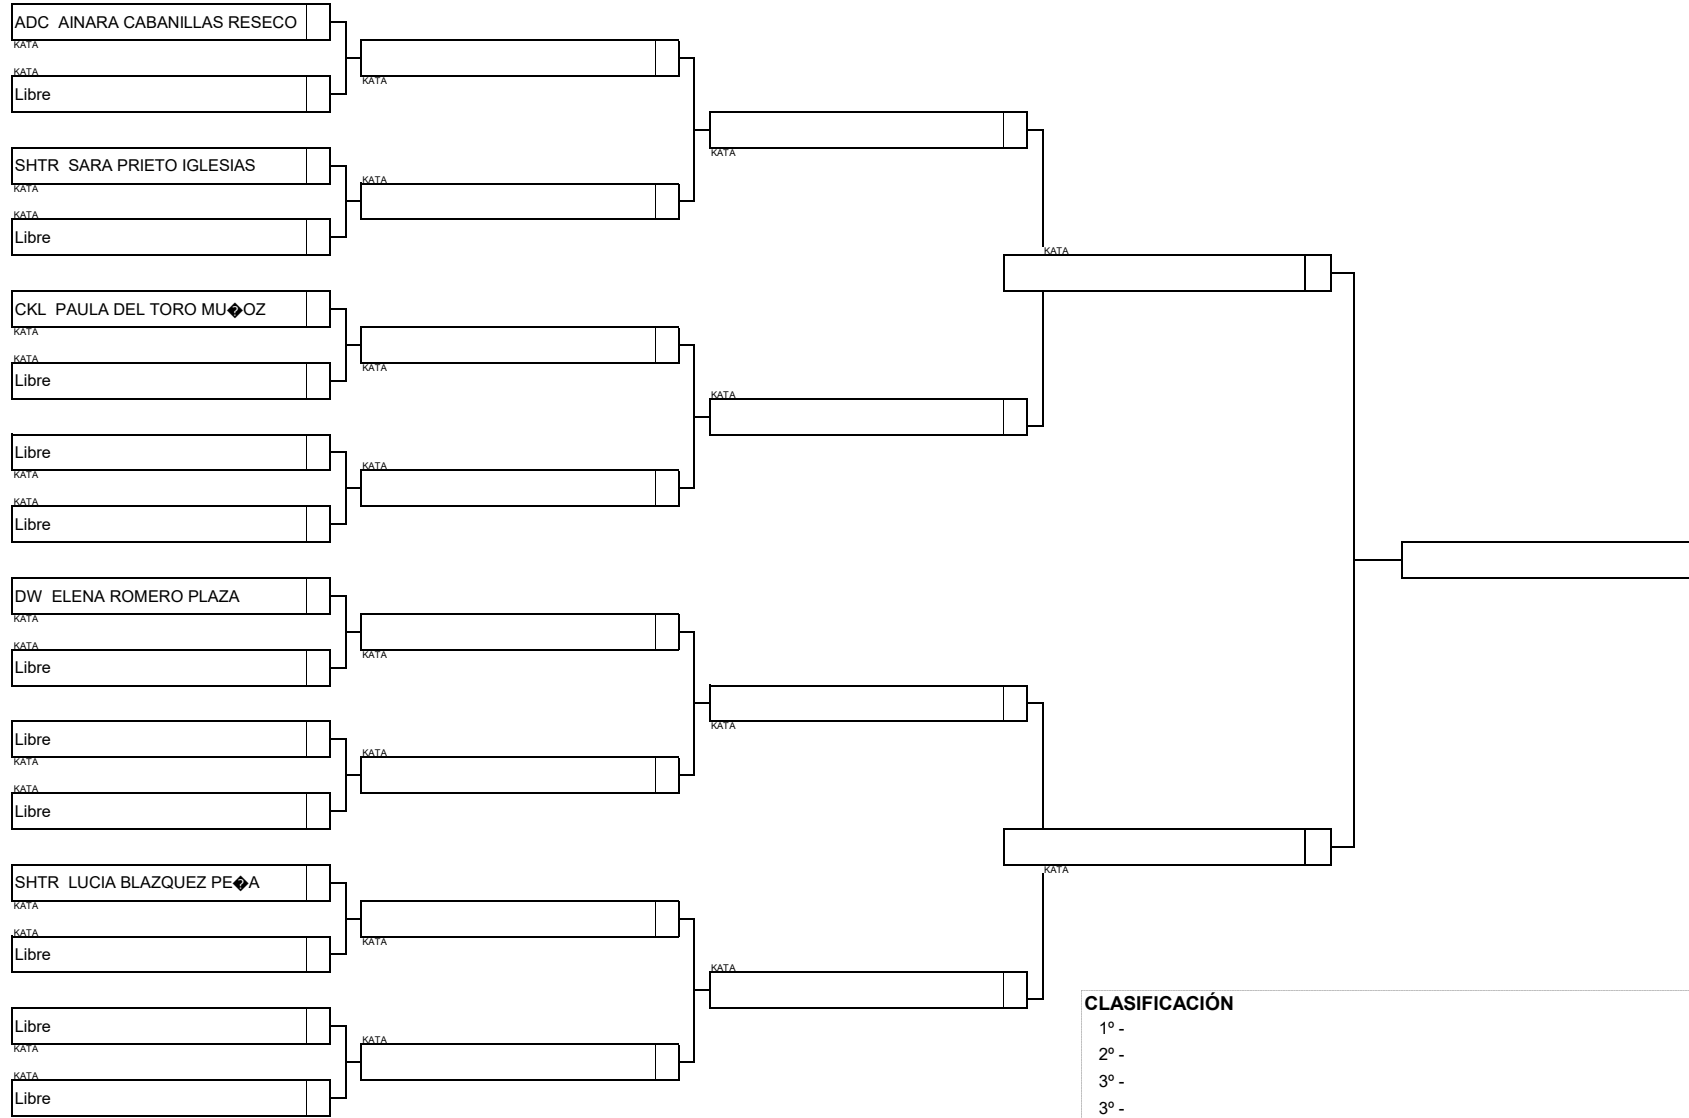 ADC  AINARA CABANILLAS RESECO
KATA
KATA
Libre
SHTR  SARA PRIETO IGLESIAS
KATA
KATA
Libre
CKL  PAULA DEL TORO MU�OZ
KATA
KATA
Libre
Libre
KATA
KATA
Libre
DW  ELENA ROMERO PLAZA
KATA
KATA
Libre
Libre
KATA
KATA
Libre
SHTR  LUCIA BLAZQUEZ PE�A
KATA
KATA
Libre
Libre
KATA
KATA
Libre
KATA
KATA
KATA
KATA
KATA
KATA
KATA
KATA
KATA
KATA
KATA
KATA
KATA
KATA
CLASIFICACIÓN
1º -
2º -
3º -
3º -